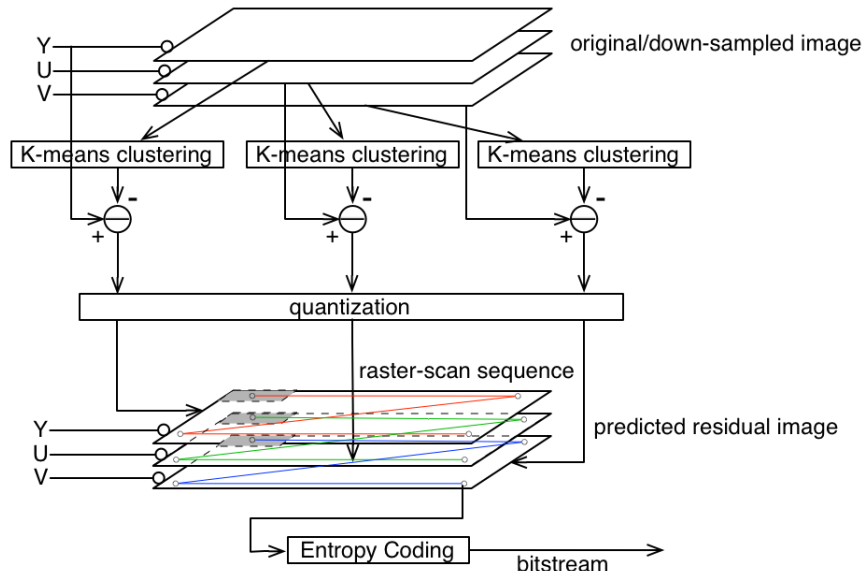 Y
original/down-sampled image
U
V
K-means clustering
K-means clustering
K-means clustering
-
-
-
+
+
+
quantization
raster-scan sequence
Y
predicted residual image
U
V
Entropy Coding
bitstream